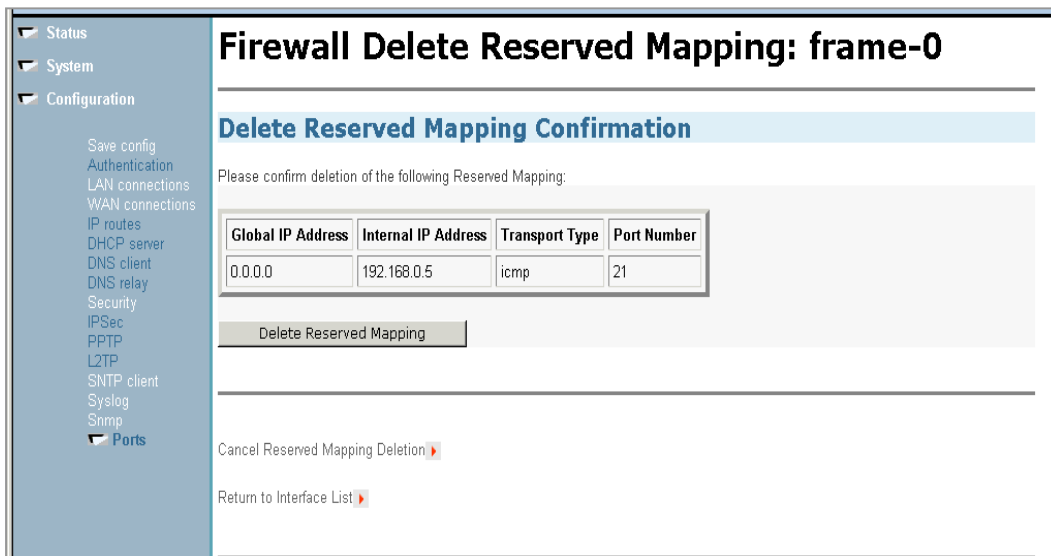 Status
System
Configuration
Save config
Authentication
LAN connections
WAN connections
IP routes
DHCP server
DNS client
DNS relay
Security
IPSec
PPTP
L2TP
SNTP client
Syslog
Snmp
Ports
Firewall Delete Reserved Mapping: frame-0
Delete Reserved Mapping Confirmation
Please confirm deletion of the following Reserved Mapping:
Global IP Address Internal IP Address Transport Type Port Number
0.0.0.0 192.168.0.5 icmp 21
Delete Reserved Mapping
Cancel Reserved Mapping Deletion
Return to Interface List